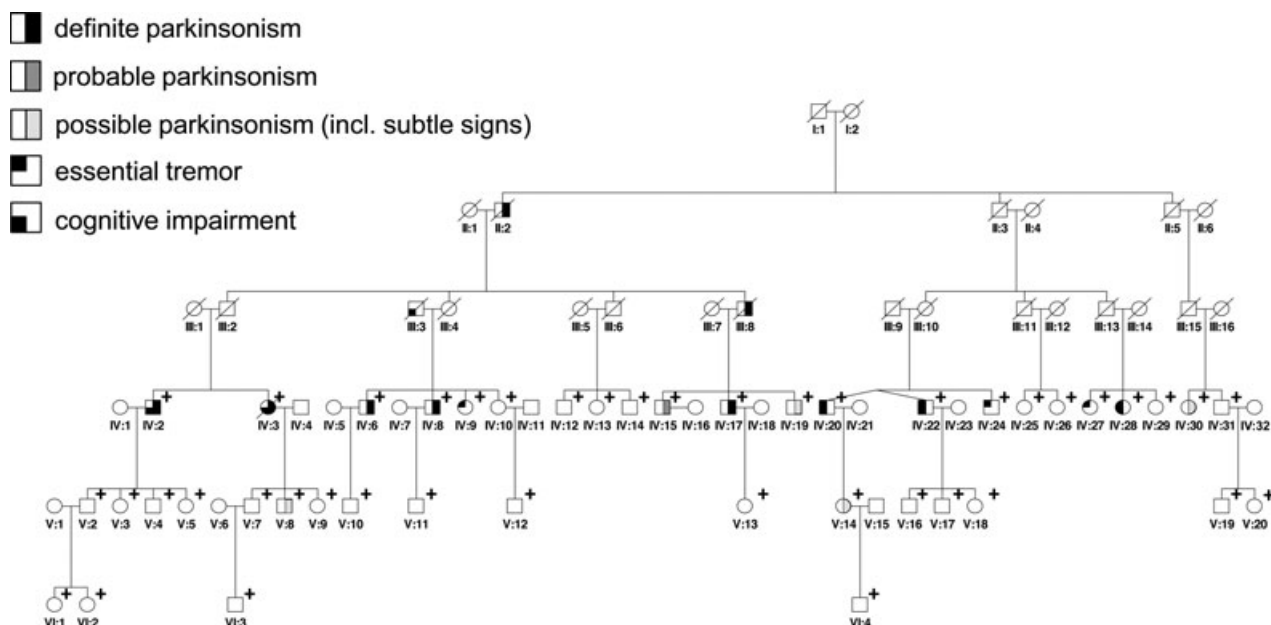 definite parkinsonism
probable parkinsonism
possible parkinsonism (incl. subtle signs)
essential tremor
cognitive impairment
I:1 I:2
II:1 II:2 II:3 II:4 II:5 II:6
III:1 III:2 III:3 III:4 III:5 III:6 III:7 III:8 III:9 III:10 III:11 III:12 III:13 III:14 III:15 III:16
IV:1 IV:2 IV:3 IV:4 IV:5 IV:6 IV:7 IV:8 IV:9 IV:10 IV:11 IV:12 IV:13 IV:14 IV:15 IV:16 IV:17 IV:18 IV:19 IV:20 IV:21 IV:22 IV:23 IV:24 IV:25 IV:26 IV:27 IV:28 IV:29 IV:30 IV:31 IV:32
V:1 V:2 V:3 V:4 V:5 V:6 V:7 V:8 V:9 V:10 V:11 V:12 V:13 V:14 V:15 V:16 V:17 V:18 V:19 V:20
VI:1 VI:2 VI:3 VI:4